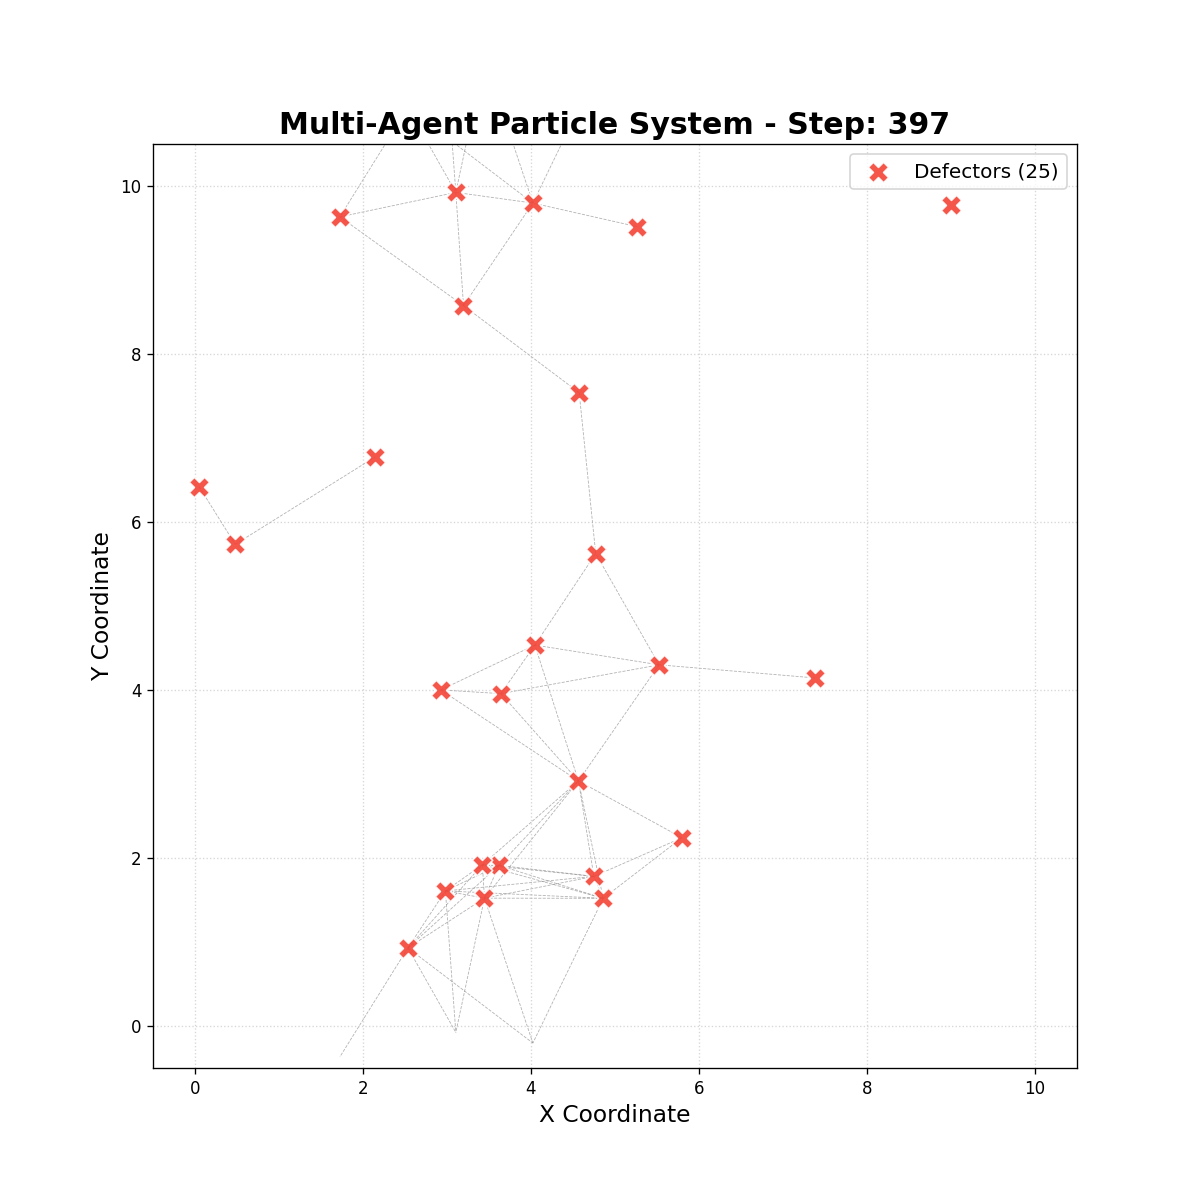 Multi-Agent Particle System - Step: 397
Defectors (25)
10
8
6
4
2
0
Y Coordinate
0 2 4 6 8 10
X Coordinate